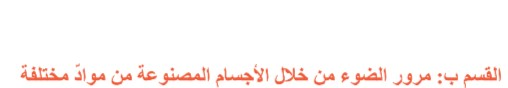 القسم ب: مرور الضوء من خلال الأجسام المصنوعة من موادّ مختلفة